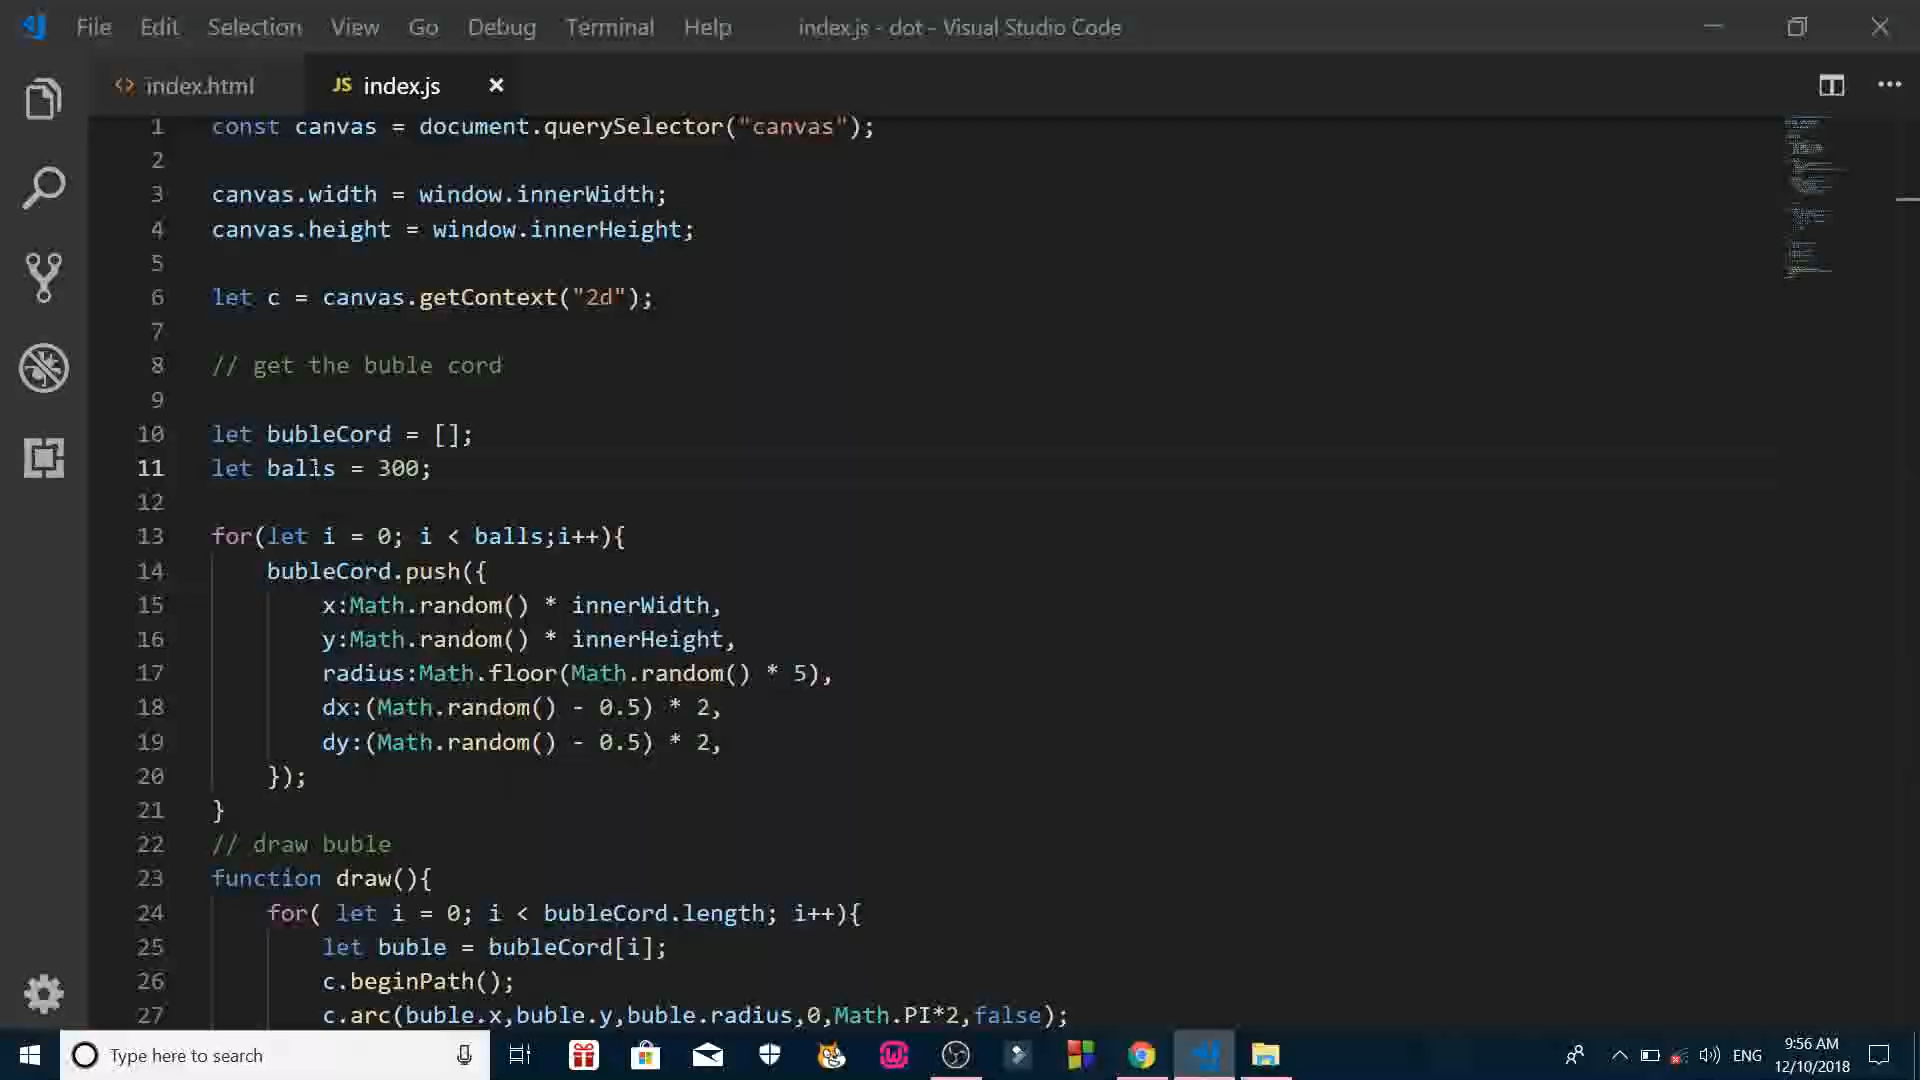 File Edit Selection View Go Debug Terminal Help index.js - dot - Visual Studio Code
<> index.html JS index.js ×
1 const canvas = document.querySelector("canvas");
2
3 canvas.width = window.innerWidth;
4 canvas.height = window.innerHeight;
5
6 let c = canvas.getContext("2d");
7
8 // get the buble cord
9
10 let bubleCord = [];
11 let balls = 300;
12
13 for(let i = 0; i < balls;i++){
14 bubleCord.push({
15 x:Math.random() * innerWidth,
16 y:Math.random() * innerHeight,
17 radius:Math.floor(Math.random() * 5),
18 dx:(Math.random() - 0.5) * 2,
19 dy:(Math.random() - 0.5) * 2,
20 });
21 }
22 // draw buble
23 function draw(){
24 for( let i = 0; i < bubleCord.length; i++){
25 let buble = bubleCord[i];
26 c.beginPath();
27 c.arc(buble.x,buble.y,buble.radius,0,Math.PI*2,false);
Type here to search ENG 9:56 AM
12/10/2018